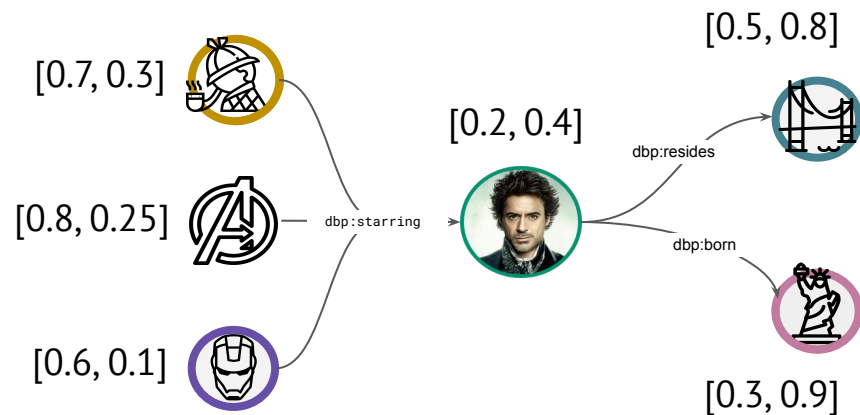 [0.5, 0.8]
[0.7, 0.3]
[0.2, 0.4]
dbp:resides
[0.8, 0.25]
dbp:starring
dbp:born
[0.6, 0.1]
[0.3, 0.9]